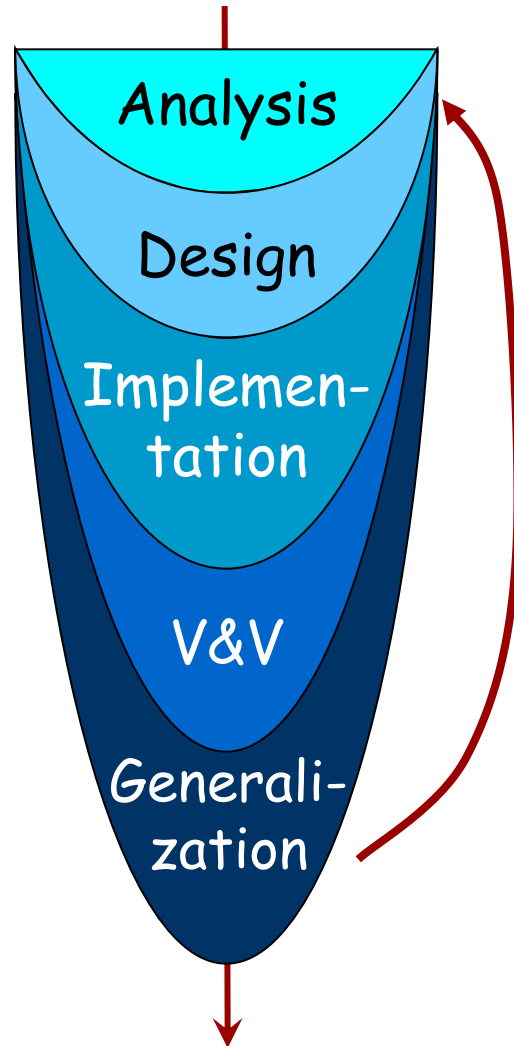 Analysis
Design
Implemen-
tation
V&V
Generali-
zation